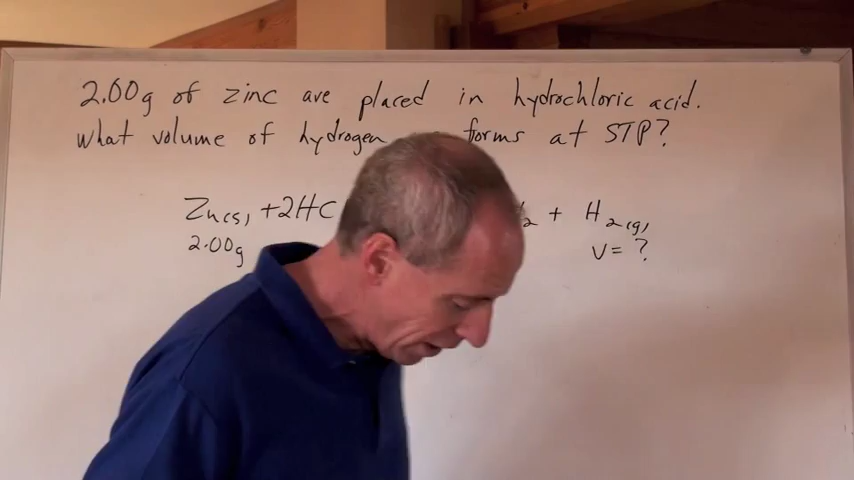 2.00g of zinc are placed in hydrochloric acid.
What volume of hydrogen forms at STP?
Zn(s) + 2HC 2 + H2(g)
2.00g V = ?